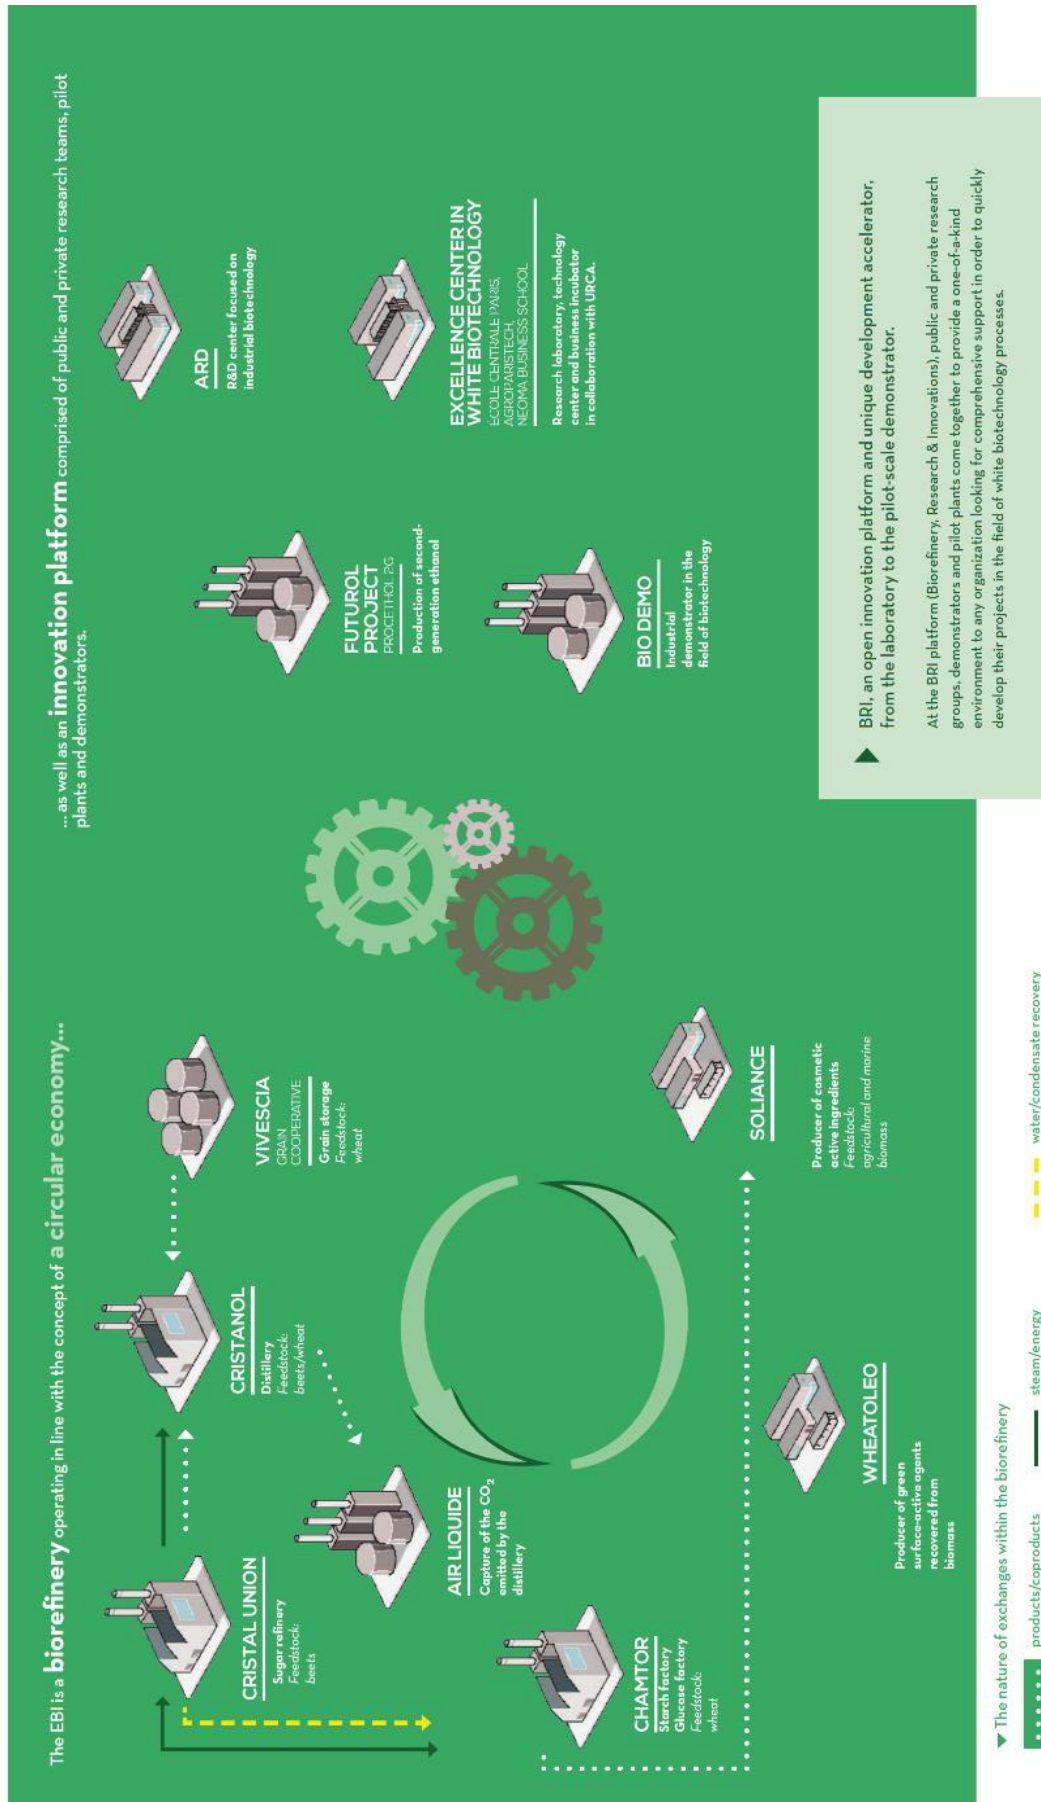 The EBI is a biorefinery operating in line with the concept of a circular economy...
CRISTAL UNION
Sugar refinery
Feedstock:
beets
CRISTANOL
Distillery
Feedstock:
beets/wheat
VIVESCIA
GRAIN
COOPERATIVE
Grain storage
Feedstock:
wheat
AIR LIQUIDE
Capture of the CO2
emitted by the
distillery
CHAMTOR
Starch factory
Glucose factory
Feedstock:
wheat
SOLIANCE
Producer of cosmetic
active ingredients
Feedstock:
agricultural and marine
biomass
WHEATOLEO
Producer of green
surface-active agents
recovered from
biomass
... as well as an innovation platform comprised of public and private research teams, pilot
plants and demonstrators.
FUTUROL
PROJECT
PROCETHOL 2G
Production of second-
generation ethanol
ARD
R&D center focused on
industrial biotechnology
BIO DEMO
Industrial
demonstrator in the
field of biotechnology
EXCELLENCE CENTER IN
WHITE BIOTECHNOLOGY
ÉCOLE CENTRALE PARIS,
AGROPARISTECH,
NEOMA BUSINESS SCHOOL
Research laboratory, technology
center and business incubator
in collaboration with URCA.
BRI, an open innovation platform and unique development accelerator,
from the laboratory to the pilot-scale demonstrator.
At the BRI platform (Biorefinery, Research & Innovations), public and private research
groups, demonstrators and pilot plants come together to provide a one-of-a-kind
environment to any organization looking for comprehensive support in order to quickly
develop their projects in the field of white biotechnology processes.
The nature of exchanges within the biorefinery
products/coproducts
steam/energy
water/condensate recovery